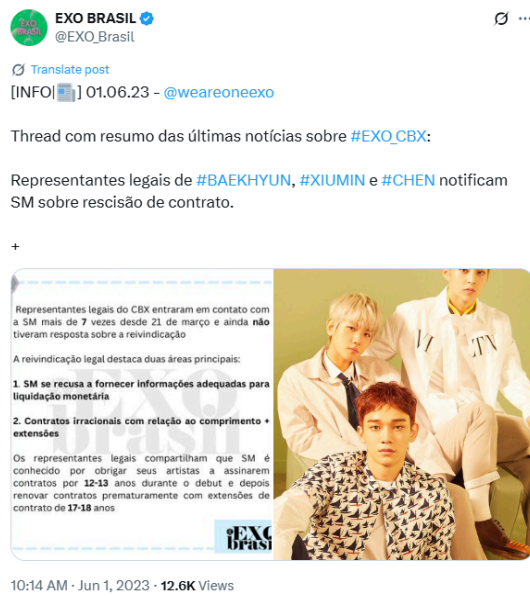 EXO BRASIL
@EXO_Brasil
Translate post
[INFO|📰] 01.06.23 - @weareoneexo
Thread com resumo das últimas notícias sobre #EXO_CBX:
Representantes legais de #BAEKHYUN, #XIUMIN e #CHEN notificam
SM sobre rescisão de contrato.
+
Representantes legais do CBX entraram em contato com
a SM mais de 7 vezes desde 21 de março e ainda não
tiveram resposta sobre a reivindicação
A reivindicação legal destaca duas áreas principais:
1. SM se recusa a fornecer informações adequadas para
liquidação monetária
2. Contratos irracionais com relação ao comprimento +
extensões
Os representantes legais compartilham que SM é
conhecido por obrigar seus artistas a assinarem
contratos por 12-13 anos durante o debut e depois
renovar contratos prematuramente com extensões de
contrato de 17-18 anos
EXO
brasil
10:14 AM · Jun 1, 2023 · 12.6K Views